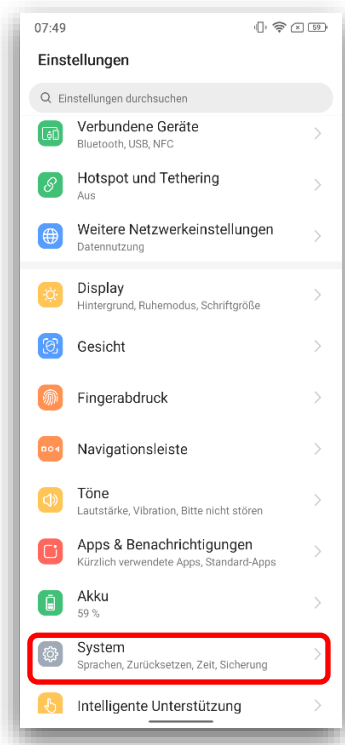 07:49
59
Einstellungen
Einstellungen durchsuchen
Verbundene Geräte
Bluetooth, USB, NFC
Hotspot und Tethering
Aus
Weitere Netzwerkeinstellungen
Datennutzung
Display
Hintergrund, Ruhemodus, Schriftgröße
Gesicht
Fingerabdruck
Navigationsleiste
Töne
Lautstärke, Vibration, Bitte nicht stören
Apps & Benachrichtigungen
Kürzlich verwendete Apps, Standard-Apps
Akku
59 %
System
Sprachen, Zurücksetzen, Zeit, Sicherung
Intelligente Unterstützung